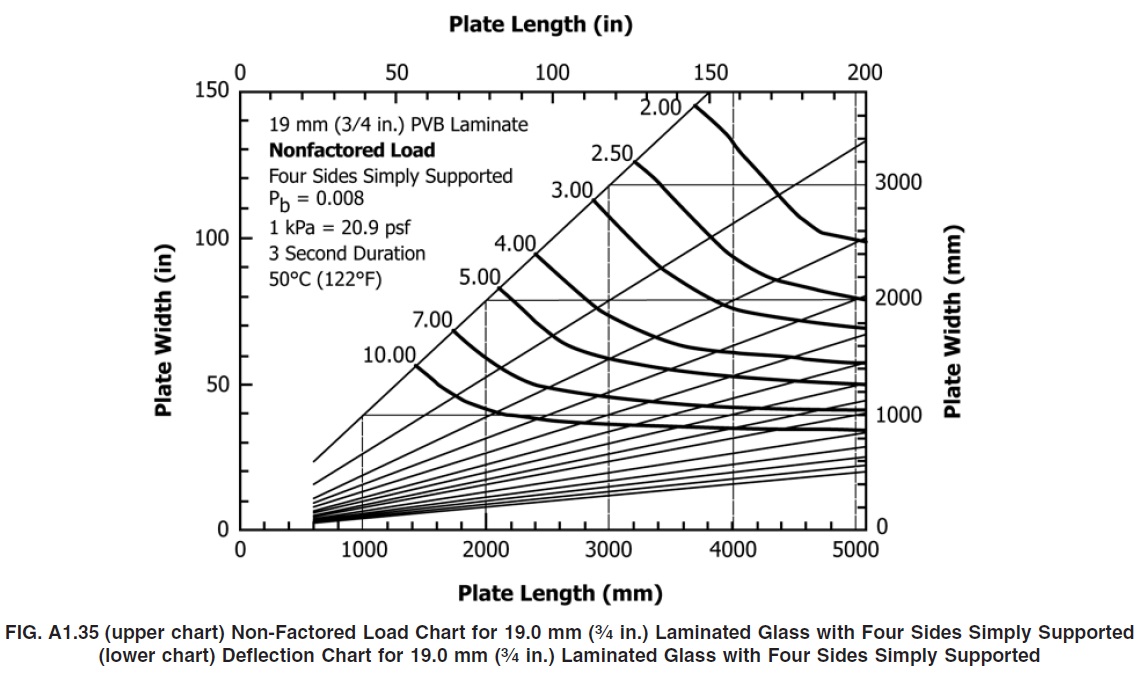 Plate Length (in)
0 50 100 150 200
150
19 mm (3/4 in.) PVB Laminate
Nonfactored Load
Four Sides Simply Supported
Pb = 0.008
1 kPa = 20.9 psf
3 Second Duration
50°C (122°F)
2.00
2.50
3.00
4.00
5.00
7.00
10.00
100
50
0
Plate Width (in)
3000
2000
1000
0
Plate Width (mm)
0 1000 2000 3000 4000 5000
Plate Length (mm)
FIG. A1.35 (upper chart) Non-Factored Load Chart for 19.0 mm (¾ in.) Laminated Glass with Four Sides Simply Supported
(lower chart) Deflection Chart for 19.0 mm (¾ in.) Laminated Glass with Four Sides Simply Supported